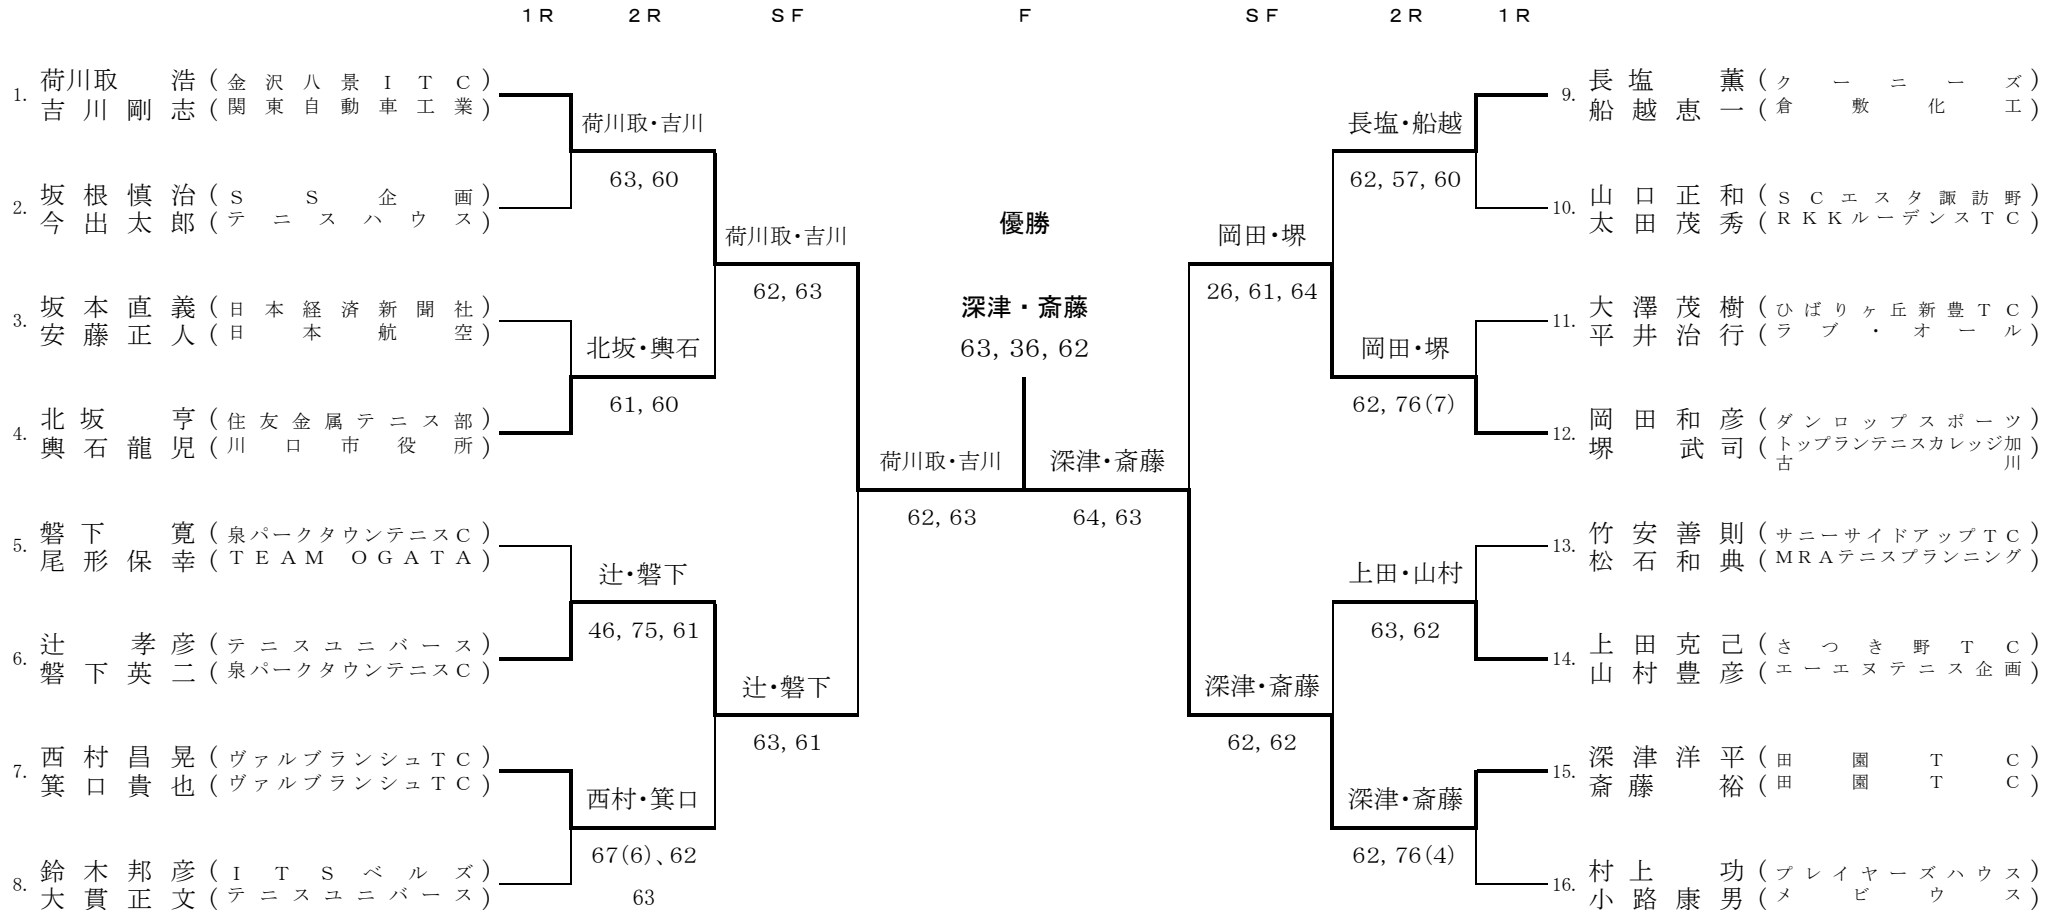 1R 2R SF F SF 2R 1R
1. 荷川取 浩 (金沢八景ITC)
吉川剛志 (関東自動車工業)
荷川取・吉川
63, 60
2. 坂根慎治 (SS企画)
今出太郎 (テニスハウス)
荷川取・吉川
62, 63
3. 坂本直義 (日本経済新聞社)
安藤正人 (日本航空)
北坂・輿石
61, 60
4. 北坂 亨 (住友金属テニス部)
輿石龍児 (川口市役所)
荷川取・吉川
62, 63
5. 磐下 寛 (泉パークタウンテニスC)
尾形保幸 (TEAM OGATA)
辻・磐下
46, 75, 61
6. 辻 孝彦 (テニスユニバース)
磐下英二 (泉パークタウンテニスC)
辻・磐下
63, 61
7. 西村昌晃 (ヴァルブランシュTC)
箕口貴也 (ヴァルブランシュTC)
西村・箕口
67(6)、62
63
8. 鈴木邦彦 (ITSベルズ)
大貫正文 (テニスユニバース)
優勝
深津・斎藤
63, 36, 62
9. 長塩 薫 (クーニーズ)
船越恵一 (倉敷化工)
長塩・船越
62, 57, 60
10. 山口正和 (SCエスタ諏訪野)
太田茂秀 (RKKルーデンスTC)
岡田・堺
26, 61, 64
11. 大澤茂樹 (ひばりヶ丘新豊TC)
平井治行 (ラブ・オール)
岡田・堺
62, 76(7)
12. 岡田和彦 (ダンロップスポーツ)
堺 武司 (トップランテニスカレッジ加
古川)
深津・斎藤
64, 63
13. 竹安善則 (サニーサイドアップTC)
松石和典 (MRAテニスプランニング)
上田・山村
63, 62
14. 上田克己 (さつき野TC)
山村豊彦 (エーエヌテニス企画)
深津・斎藤
62, 62
15. 深津洋平 (田園TC)
斎藤 裕 (田園TC)
深津・斎藤
62, 76(4)
16. 村上 功 (プレイヤーズハウス)
小路康男 (メビウス)